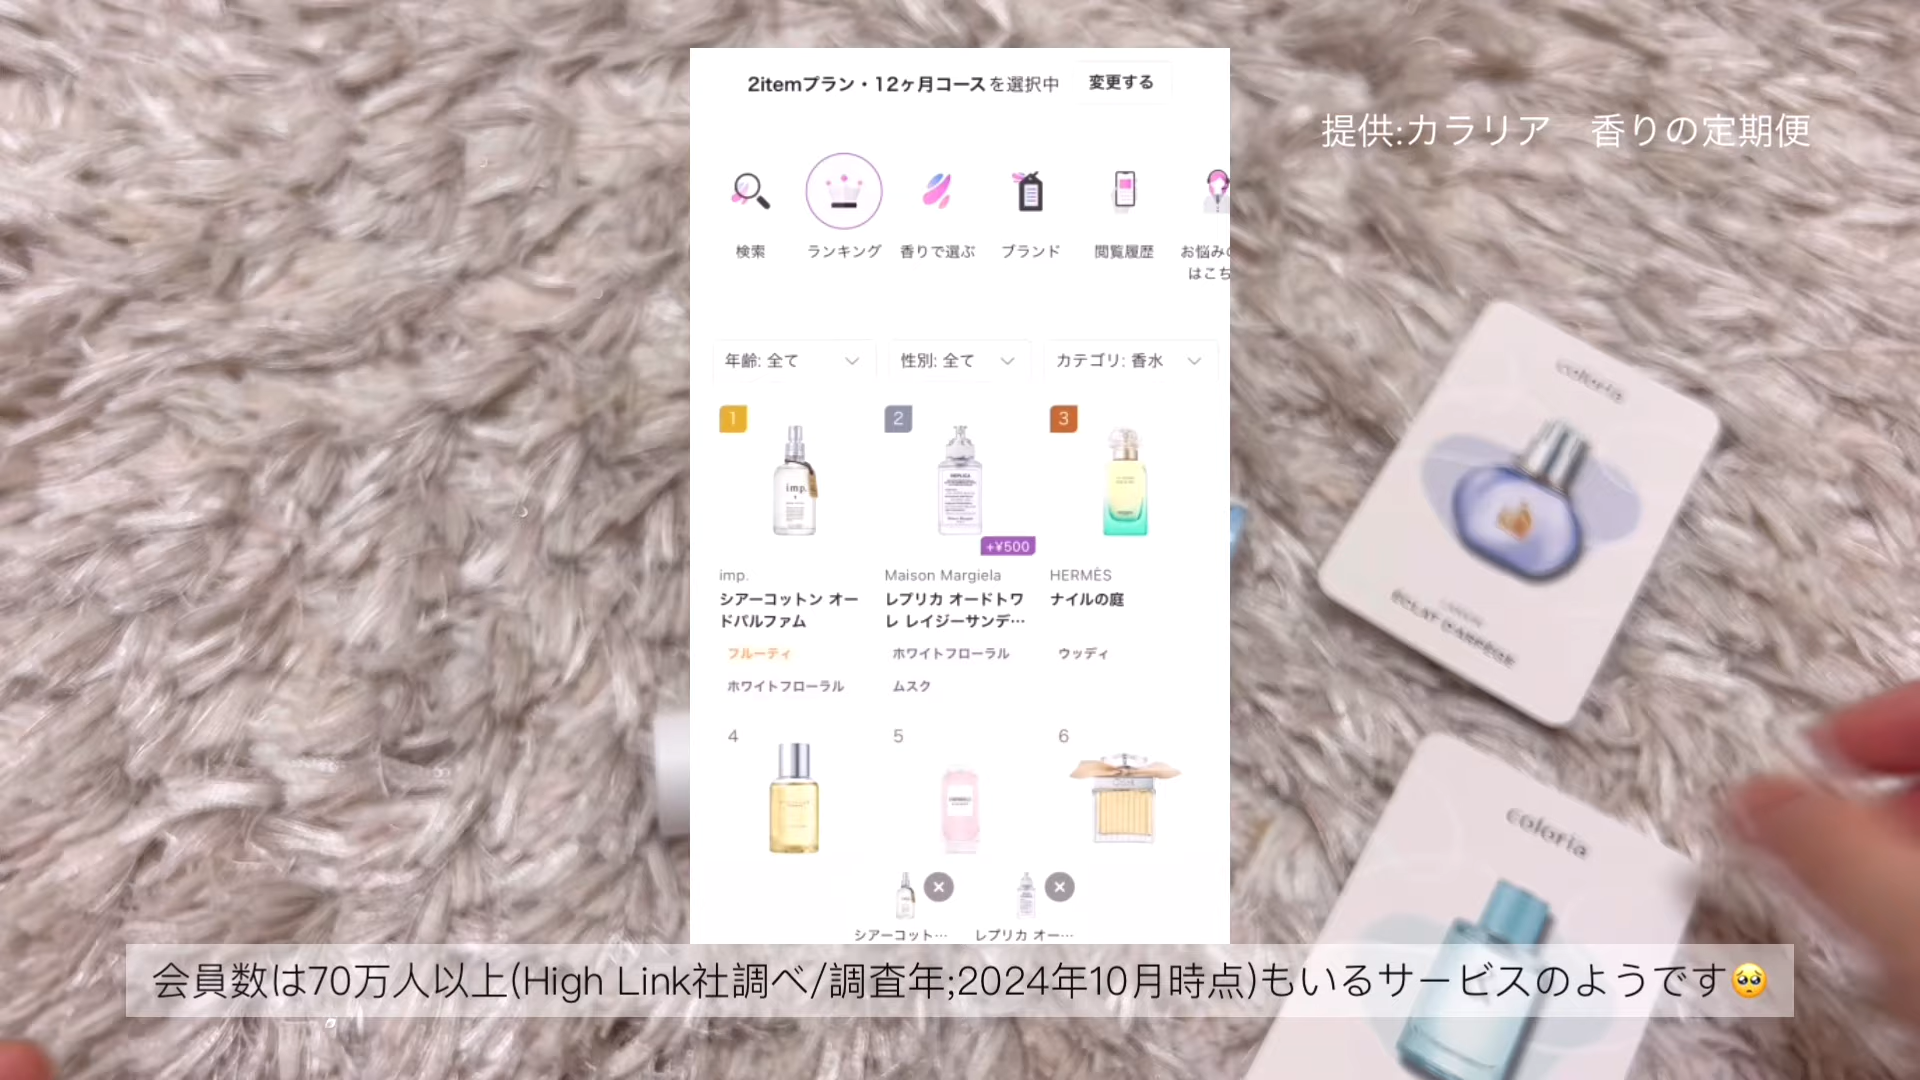 2itemプラン・12ヶ月コースを選択中 変更する
提供:カラリア 香りの定期便
検索 ランキング 香りで選ぶ ブランド 閲覧履歴 お悩みの
はこち
年齢: 全て 性別: 全て カテゴリ: 香水
1 2 3
imp.
+¥500
imp. Maison Margiela HERMÈS
シアーコットン オー レプリカ オードトワ ナイルの庭
ドパルファム レ レイジーサンデ…
フルーティ ホワイトフローラル ウッディ
ホワイトフローラル ムスク
4 5 6
シアーコット… レプリカ オー…
coloria
ECLAT D'ARPÈGE
coloria
会員数は70万人以上(High Link社調べ/調査年;2024年10月時点)もいるサービスのようです🥺